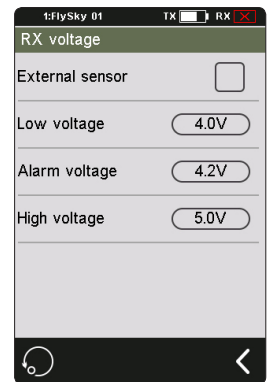 1:FlySky 01 TX RX
RX voltage
External sensor
Low voltage 4.0V
Alarm voltage 4.2V
High voltage 5.0V